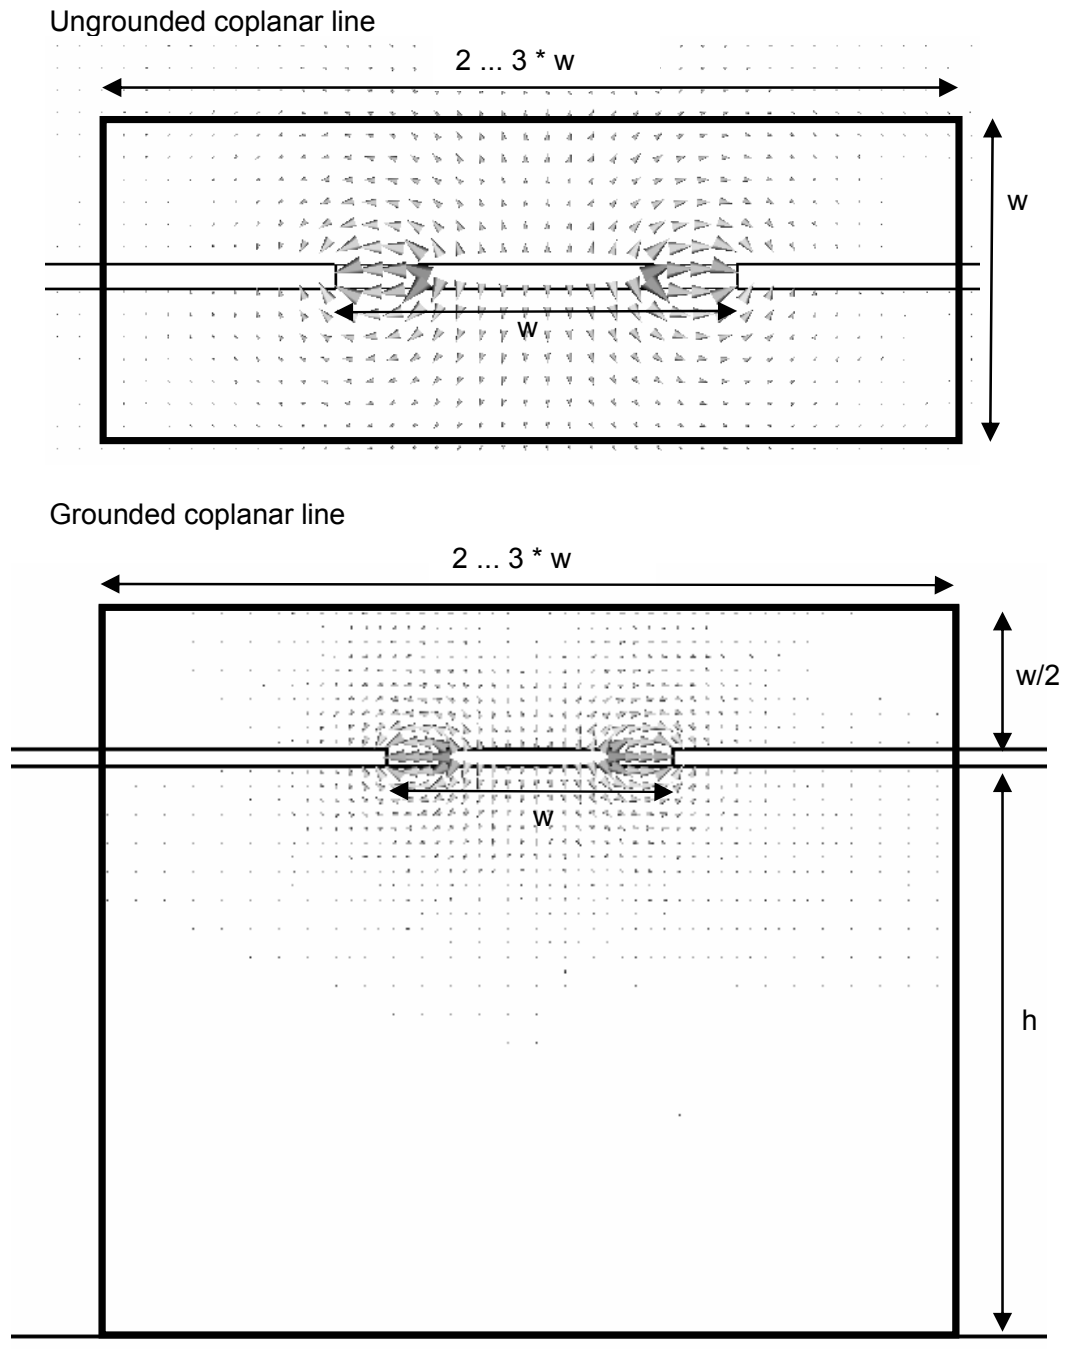 Ungrounded coplanar line
2 ... 3 * w
w
w
Grounded coplanar line
2 ... 3 * w
w/2
w
h